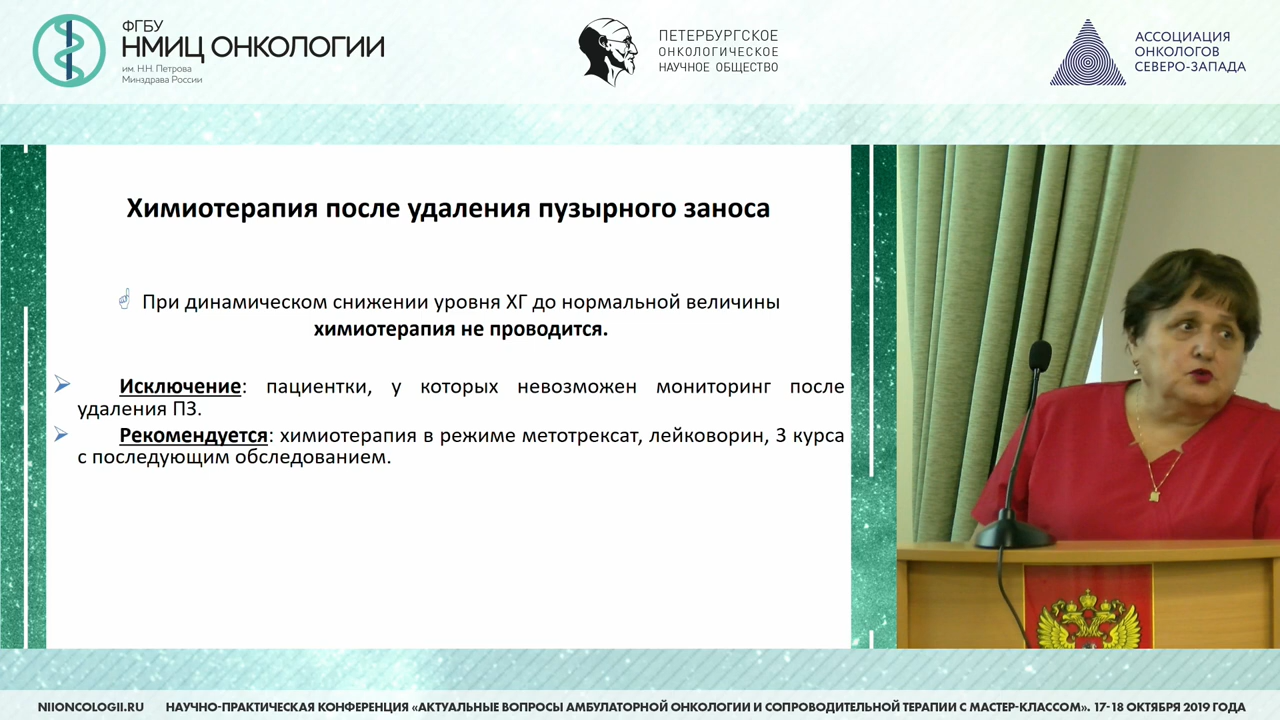 ФГБУ
НМИЦ ОНКОЛОГИИ
им. Н.Н. Петрова
Минздрава России
ПЕТЕРБУРГСКОЕ
ОНКОЛОГИЧЕСКОЕ
НАУЧНОЕ ОБЩЕСТВО
АССОЦИАЦИЯ
ОНКОЛОГОВ
СЕВЕРО-ЗАПАДА
Химиотерапия после удаления пузырного заноса
При динамическом снижении уровня ХГ до нормальной величины
химиотерапия не проводится.
Исключение: пациентки, у которых невозможен мониторинг после
удаления ПЗ.
Рекомендуется: химиотерапия в режиме метотрексат, лейковорин, 3 курса
с последующим обследованием.
NIIONCOLOGII.RU НАУЧНО-ПРАКТИЧЕСКАЯ КОНФЕРЕНЦИЯ «АКТУАЛЬНЫЕ ВОПРОСЫ АМБУЛАТОРНОЙ ОНКОЛОГИИ И СОПРОВОДИТЕЛЬНОЙ ТЕРАПИИ С МАСТЕР-КЛАССОМ». 17-18 ОКТЯБРЯ 2019 ГОДА